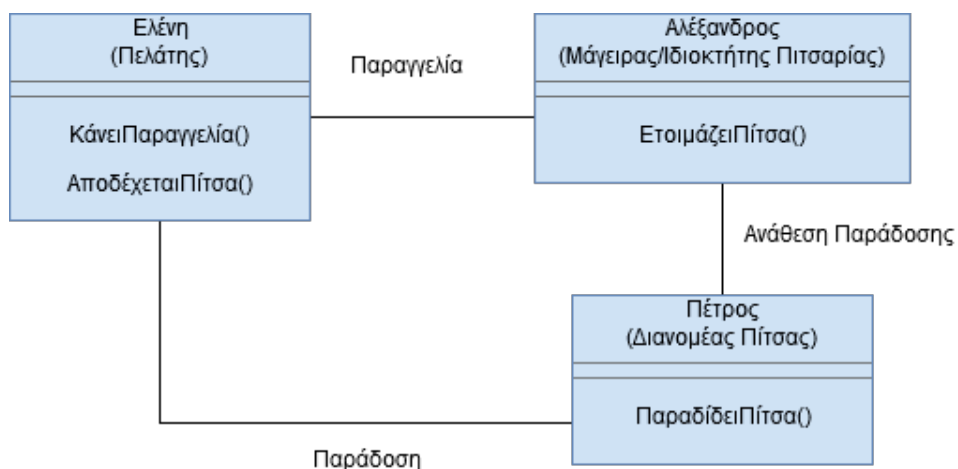 Ελένη
(Πελάτης)
ΚάνειΠαραγγελία()
ΑποδέχεταιΠίτσα()
Παραγγελία
Αλέξανδρος
(Μάγειρας/Ιδιοκτήτης Πιτσαρίας)
ΕτοιμάζειΠίτσα()
Ανάθεση Παράδοσης
Πέτρος
(Διανομέας Πίτσας)
ΠαραδίδειΠίτσα()
Παράδοση